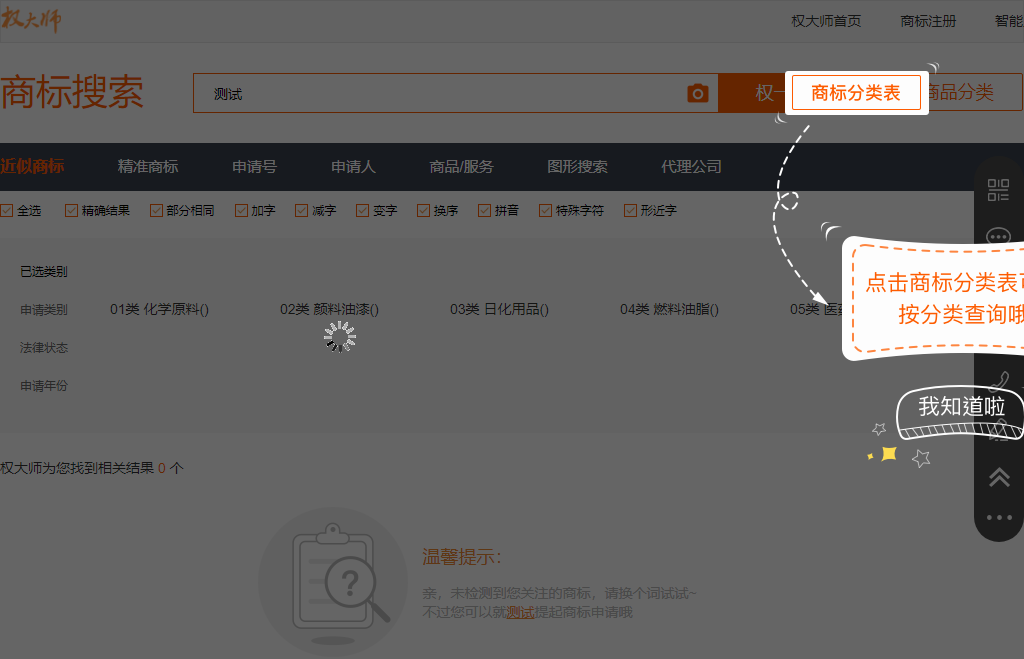 权大师
权大师首页 商标注册 智能
商标搜索
测试
权一
商标分类表
商品分类
近似商标 精准商标 申请号 申请人 商品/服务 图形搜索 代理公司
全选 精确结果 部分相同 加字 减字 变字 换序 拼音 特殊字符 形近字
已选类别
申请类别 01类 化学原料() 02类 颜料油漆() 03类 日化用品() 04类 燃料油脂() 05类 医
法律状态
申请年份
点击商标分类表
按分类查询哦
我知道啦
权大师为您找到相关结果 0 个
温馨提示：
亲，未检测到您关注的商标，请换个词试试~
不过您可以就测试提起商标申请哦